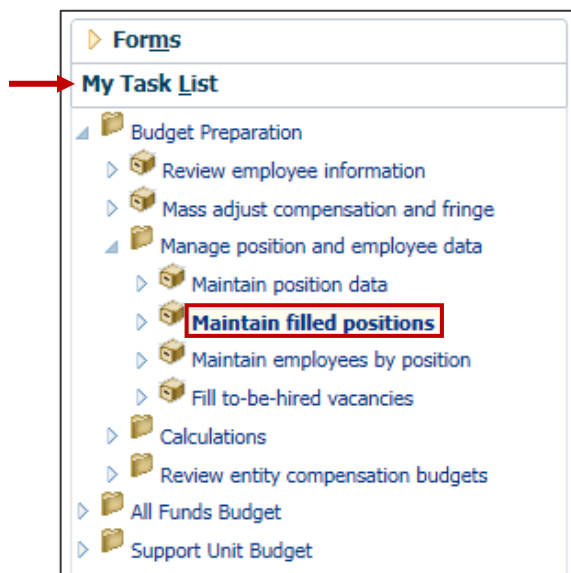 Forms
My Task List
Budget Preparation
Review employee information
Mass adjust compensation and fringe
Manage position and employee data
Maintain position data
Maintain filled positions
Maintain employees by position
Fill to-be-hired vacancies
Calculations
Review entity compensation budgets
All Funds Budget
Support Unit Budget